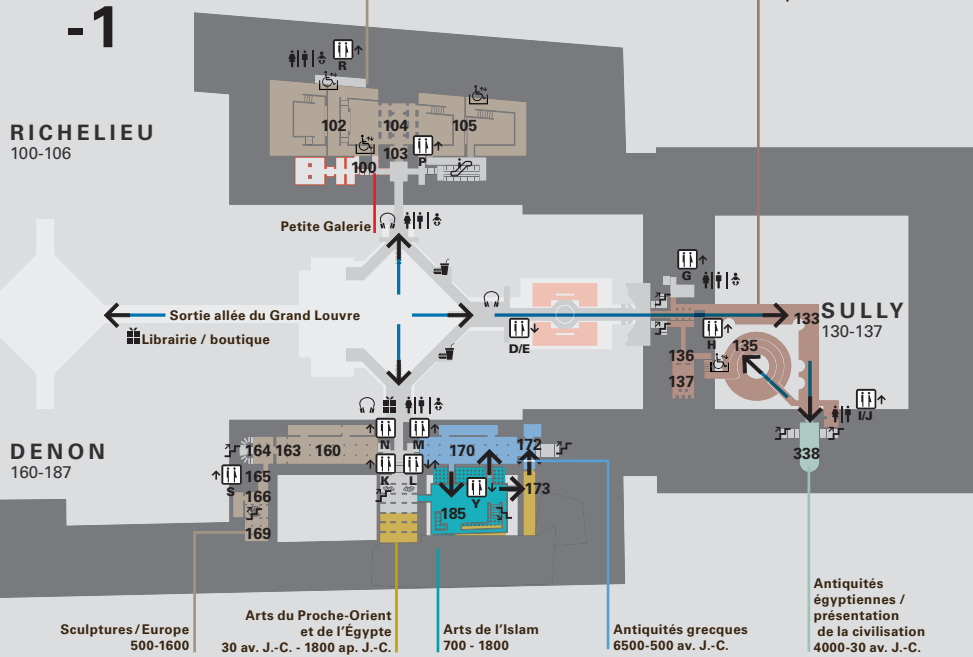 -1
R
RICHELIEU
100-106
102
104
105
103
P
100
Petite Galerie
G
Sortie allée du Grand Louvre
Librairie / boutique
D/E
H
133
SULLY
130-137
135
136
137
I/J
338
DENON
160-187
N
M
164
163
160
170
172
K
L
165
S
166
Y
173
185
169
Sculptures / Europe
500-1600
Arts du Proche-Orient
et de l'Égypte
30 av. J.-C. - 1800 ap. J.-C.
Arts de l'Islam
700 - 1800
Antiquités grecques
6500-500 av. J.-C.
Antiquités
égyptiennes /
présentation
de la civilisation
4000-30 av. J.-C.